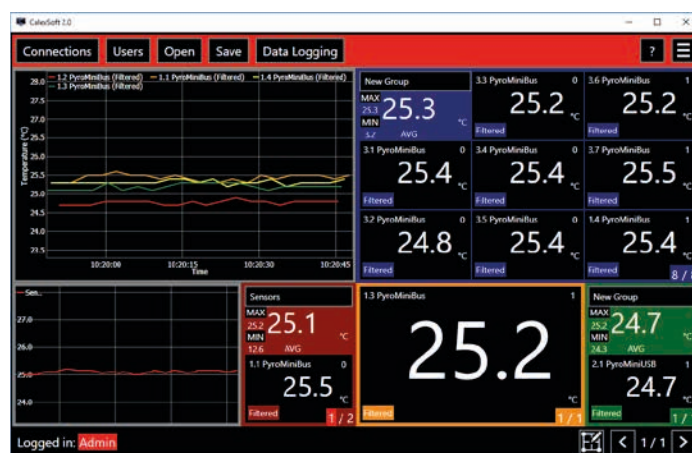 CalexSoft 2.0
Connections Users Open Save Data Logging ?
1.2 PyroMiniBus (Filtered) 1.1 PyroMiniBus (Filtered) 1.4 PyroMiniBus (Filtered)
1.3 PyroMiniBus (Filtered)
28.0
27.5
27.0
26.5
26.0
25.5
25.0
24.5
24.0
23.5
Temperature (°C)
10:20:00 10:20:15 10:20:30 10:20:45
Time
New Group
MAX
25.3
MIN
25.3
°C
AVG
3.3 PyroMiniBus 0
25.2 °C
Filtered
3.6 PyroMiniBus 1
25.2 °C
Filtered
3.1 PyroMiniBus 0
25.4 °C
Filtered
3.4 PyroMiniBus 0
25.4 °C
Filtered
3.7 PyroMiniBus 1
25.5 °C
Filtered
3.2 PyroMiniBus 0
24.8 °C
Filtered
3.5 PyroMiniBus 0
25.4 °C
Filtered
1.4 PyroMiniBus 1
25.4 °C
Filtered
8 / 8
Sen..
27.0
26.0
25.0
24.0
Sensors
MAX
25.2
MIN
12.6
25.1 °C
AVG
1.1 PyroMiniBus 0
25.5 °C
Filtered
1 / 2
1.3 PyroMiniBus 1
25.2
°C
Filtered
1 / 1
New Group
MAX
25.2
MIN
24.3
24.7 °C
AVG
2.1 PyroMiniUSB 1
24.7 °C
Filtered
1 /
Logged in: Admin
< 1 / 1 >